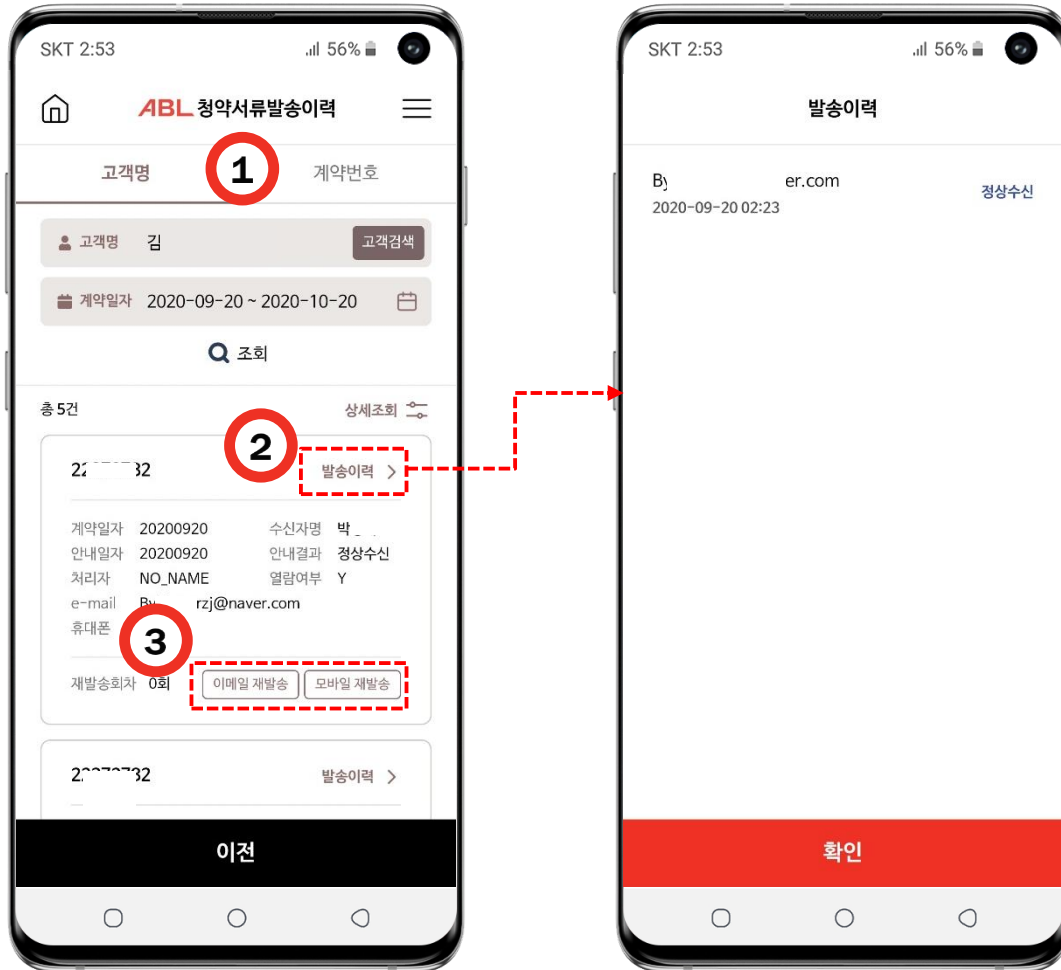 SKT 2:53
56%
ABL 청약서류발송이력
고객명
1
계약번호
고객명 김
고객검색
계약일자 2020-09-20 ~ 2020-10-20
조회
총 5건
상세조회
2
발송이력 >
계약일자 20200920 수신자명 박
안내일자 20200920 안내결과 정상수신
처리자 NO_NAME 열람여부 Y
e-mail By rzj@naver.com
휴대폰
3
재발송회차 0회 이메일 재발송 모바일 재발송
발송이력 >
이전
SKT 2:53
56%
발송이력
By er.com
2020-09-20 02:23
정상수신
확인